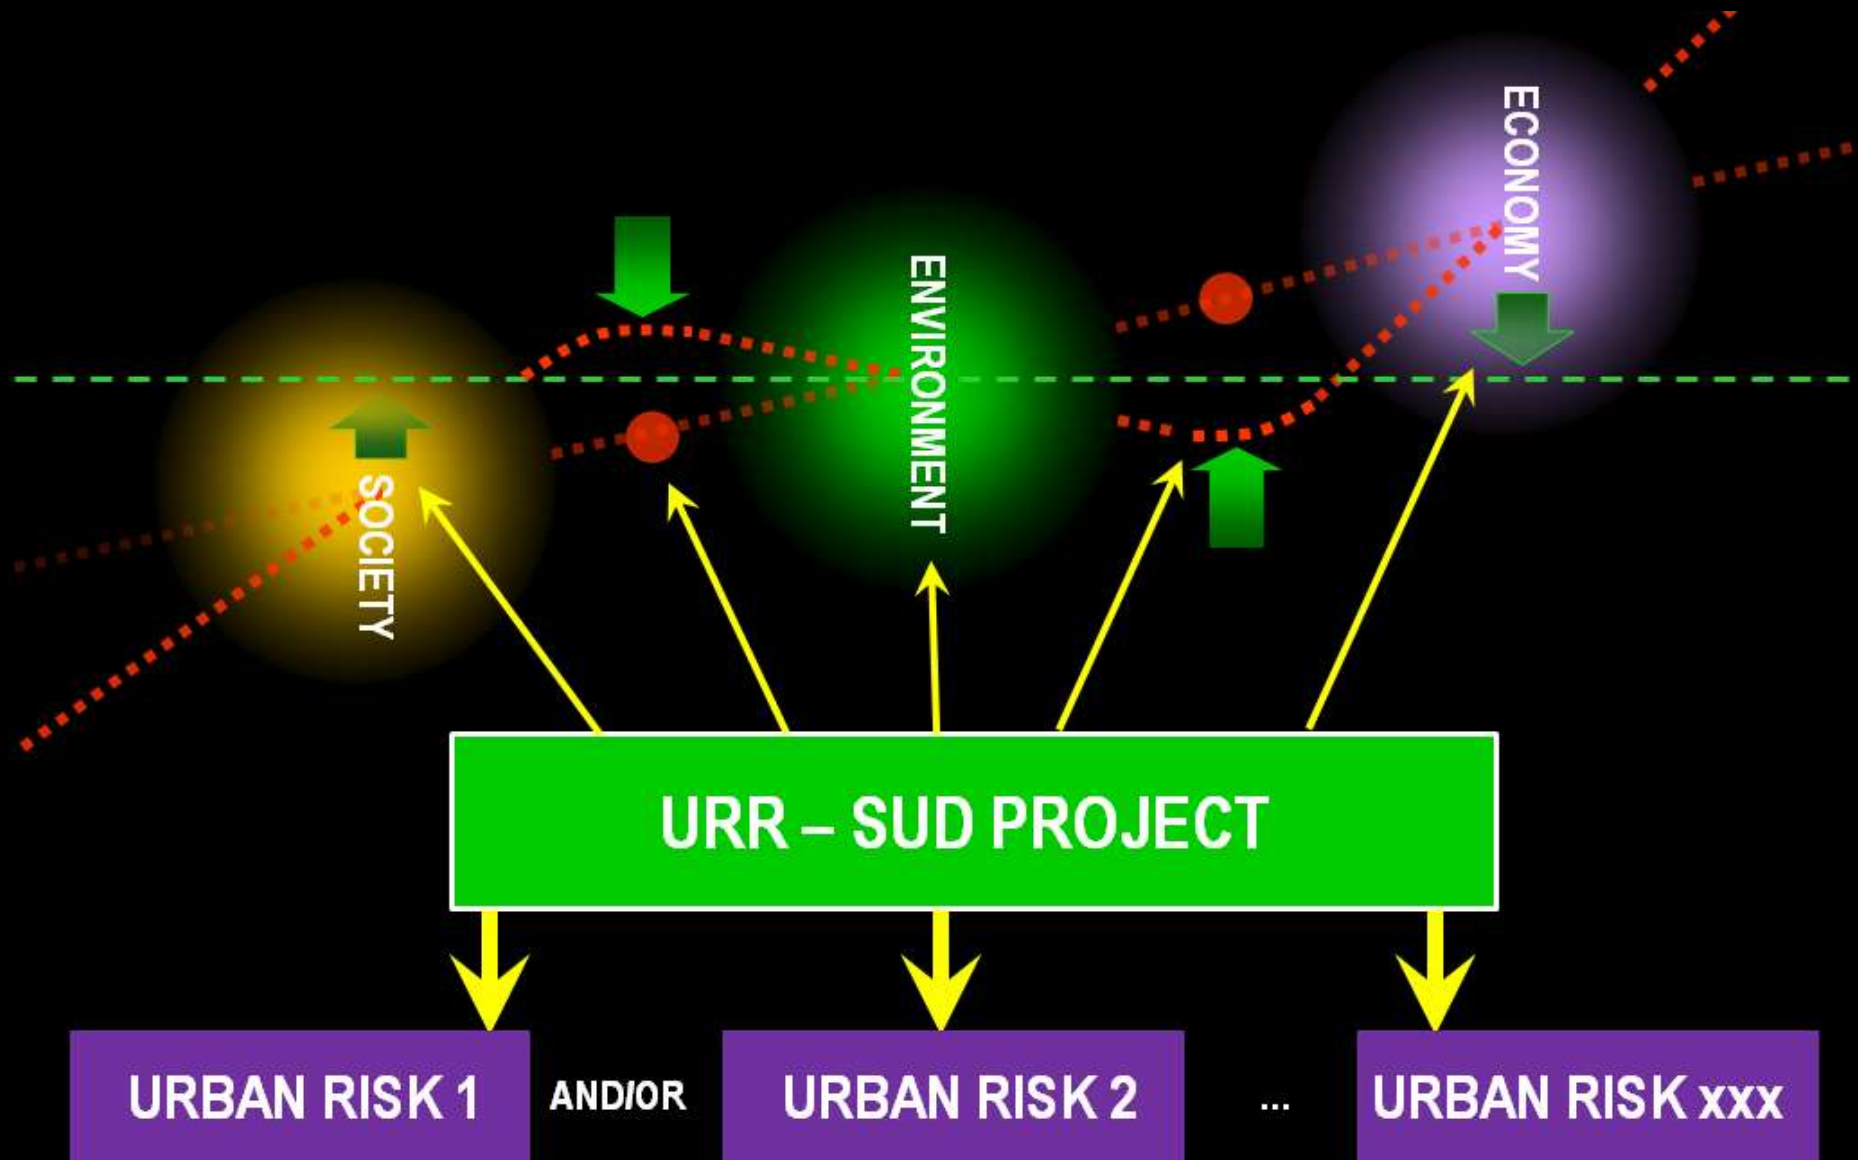 ECONOMY
ENVIRONMENT
SOCIETY
URR – SUD PROJECT
URBAN RISK 1
AND/OR
URBAN RISK 2
...
URBAN RISK xxx